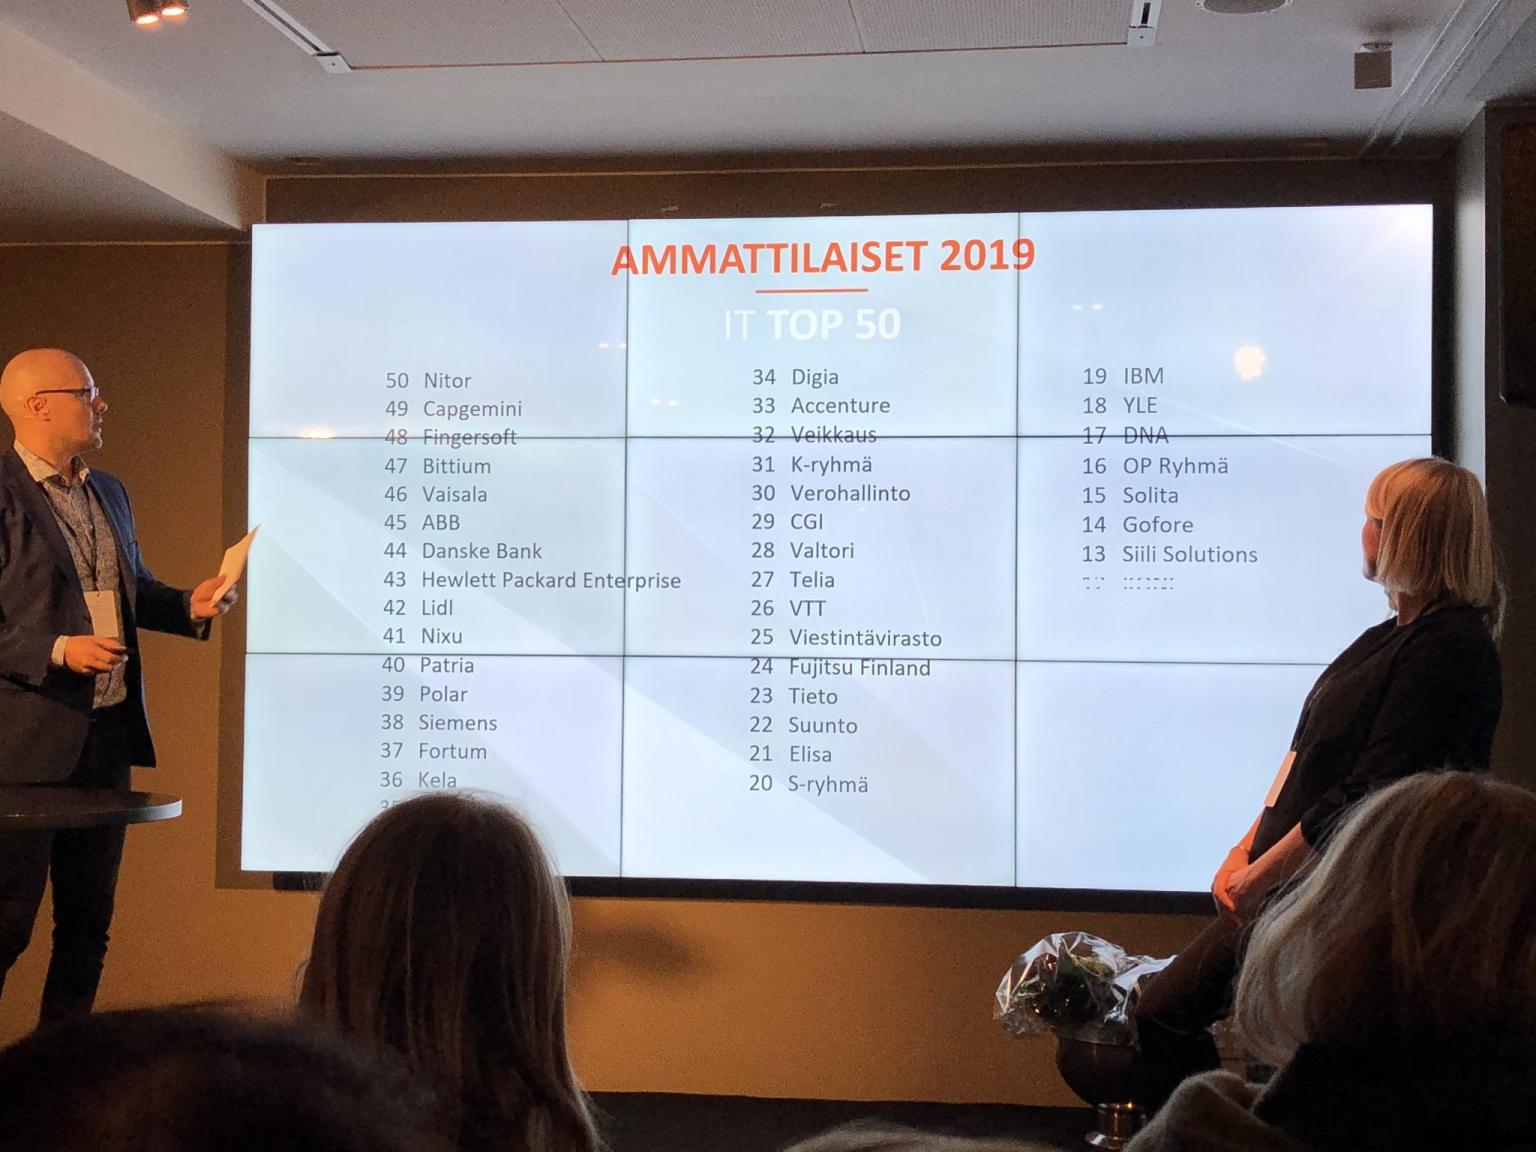 AMMATTILAISET 2019
IT TOP 50
50 Nitor
49 Capgemini
48 Fingersoft
47 Bittium
46 Vaisala
45 ABB
44 Danske Bank
43 Hewlett Packard Enterprise
42 Lidl
41 Nixu
40 Patria
39 Polar
38 Siemens
37 Fortum
36 Kela
35
34 Digia
33 Accenture
32 Veikkaus
31 K-ryhmä
30 Verohallinto
29 CGI
28 Valtori
27 Telia
26 VTT
25 Viestintävirasto
24 Fujitsu Finland
23 Tieto
22 Suunto
21 Elisa
20 S-ryhmä
19 IBM
18 YLE
17 DNA
16 OP Ryhmä
15 Solita
14 Gofore
13 Siili Solutions